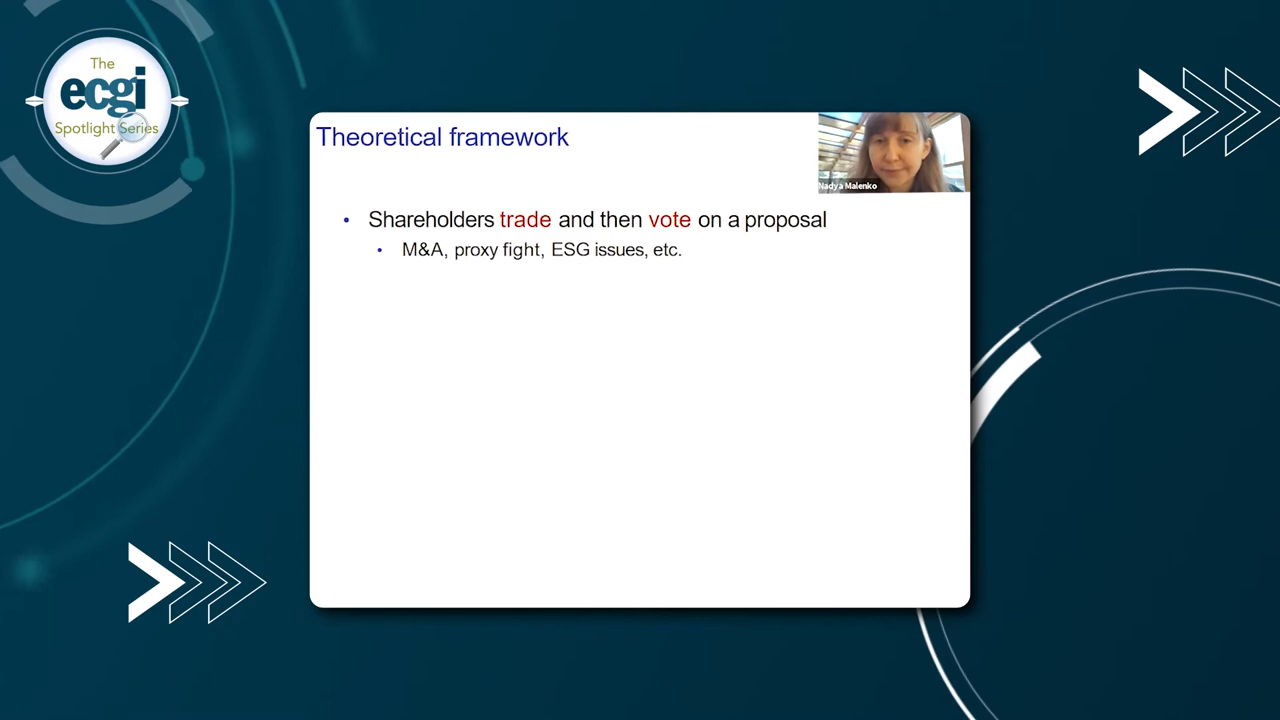 The
ecgi
Spotlight Series
Theoretical framework
Nadya Malenko
• Shareholders trade and then vote on a proposal
• M&A, proxy fight, ESG issues, etc.